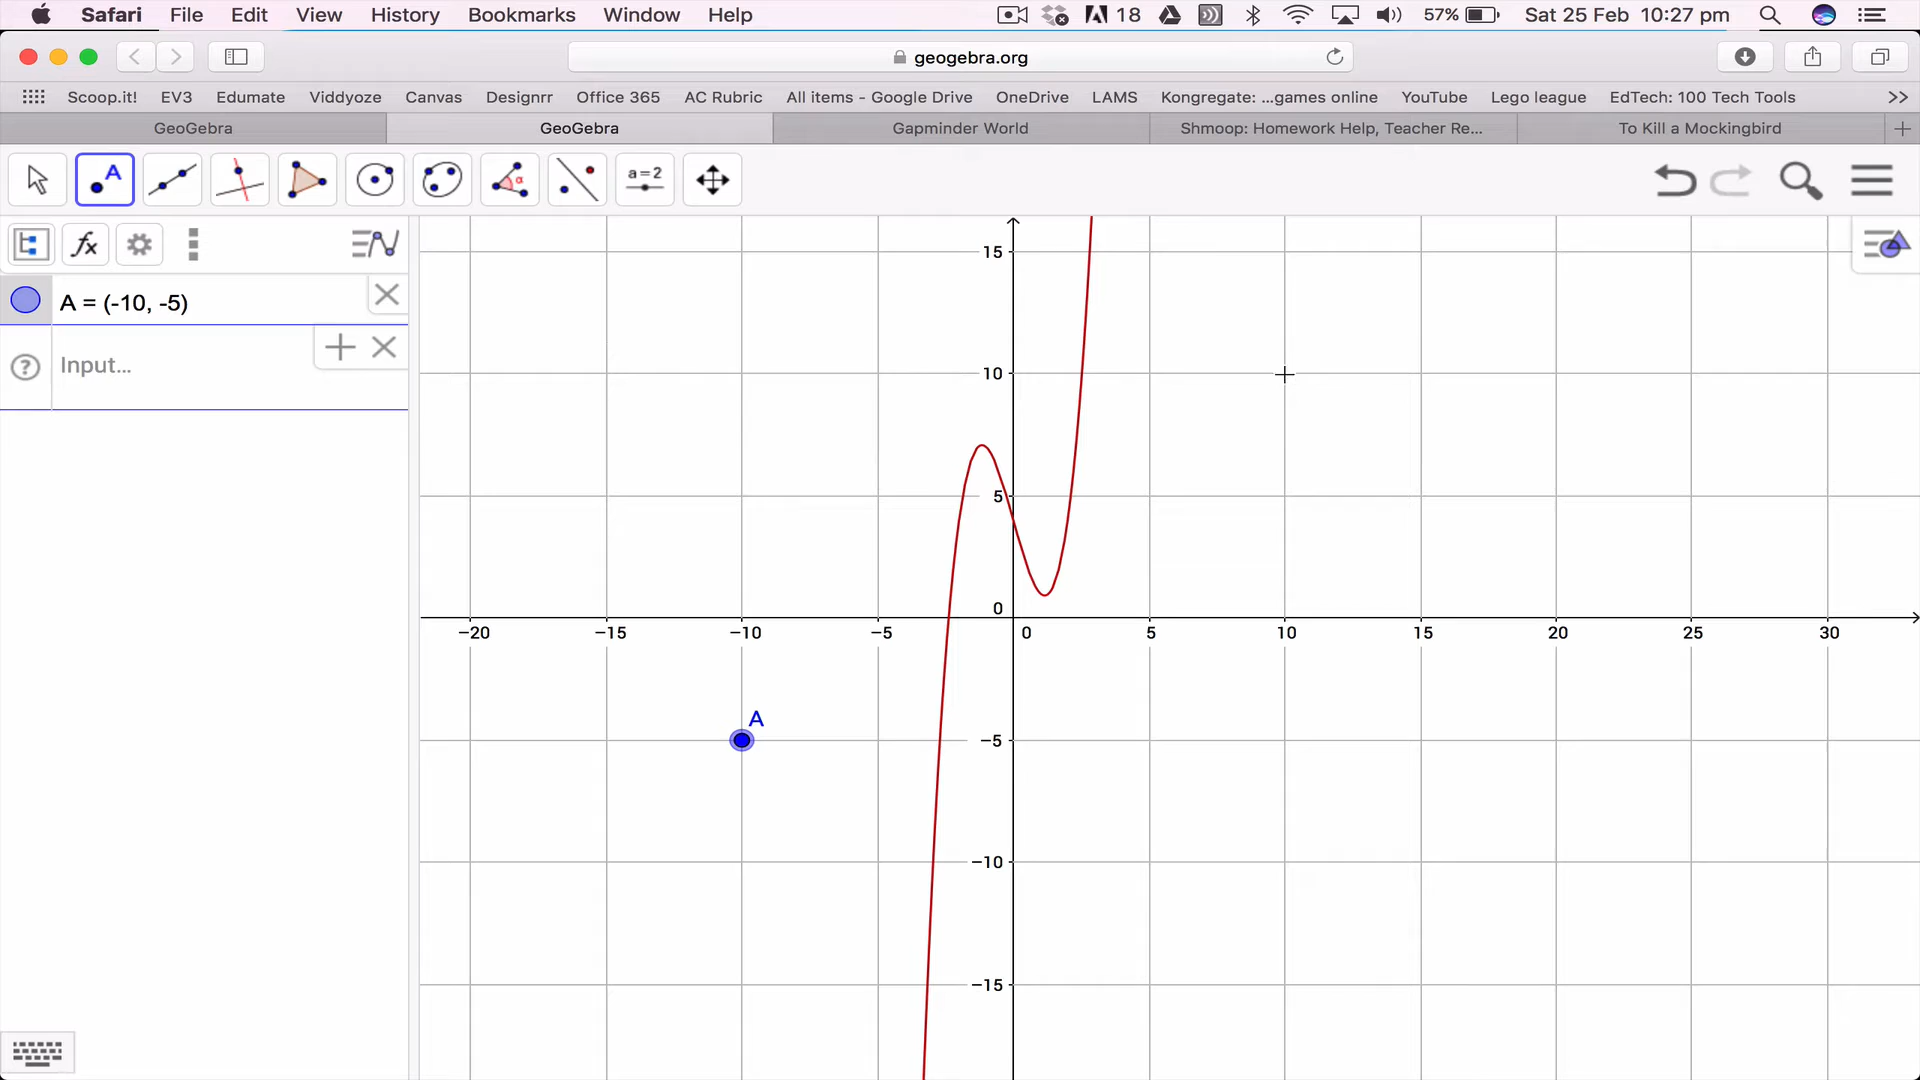 Safari File Edit View History Bookmarks Window Help 18 57% Sat 25 Feb 10:27 pm
geogebra.org
Scoop.it! EV3 Edumate Viddyoze Canvas Designrr Office 365 AC Rubric All items - Google Drive OneDrive LAMS Kongregate: ...games online YouTube Lego league EdTech: 100 Tech Tools >>
GeoGebra GeoGebra Gapminder World Shmoop: Homework Help, Teacher Re... To Kill a Mockingbird
A α a=2
fx
A = (-10, -5)
? Input...
15
10
5
0
−20 −15 −10 −5 0 5 10 15 20 25 30
A
−5
−10
−15